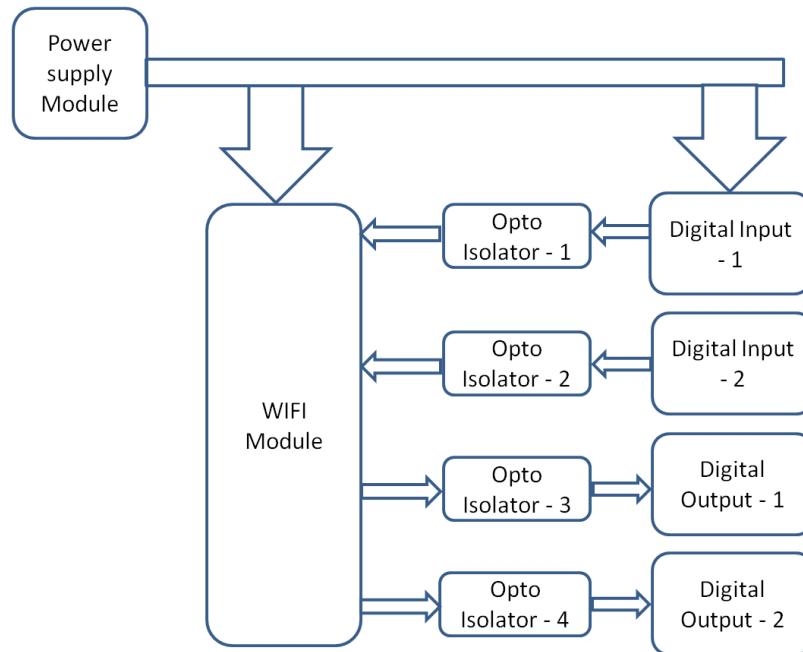 Power
supply
Module
Opto
Isolator - 1
Digital Input
- 1
Opto
Isolator - 2
Digital Input
- 2
WIFI
Module
Opto
Isolator - 3
Digital
Output - 1
Opto
Isolator - 4
Digital
Output - 2